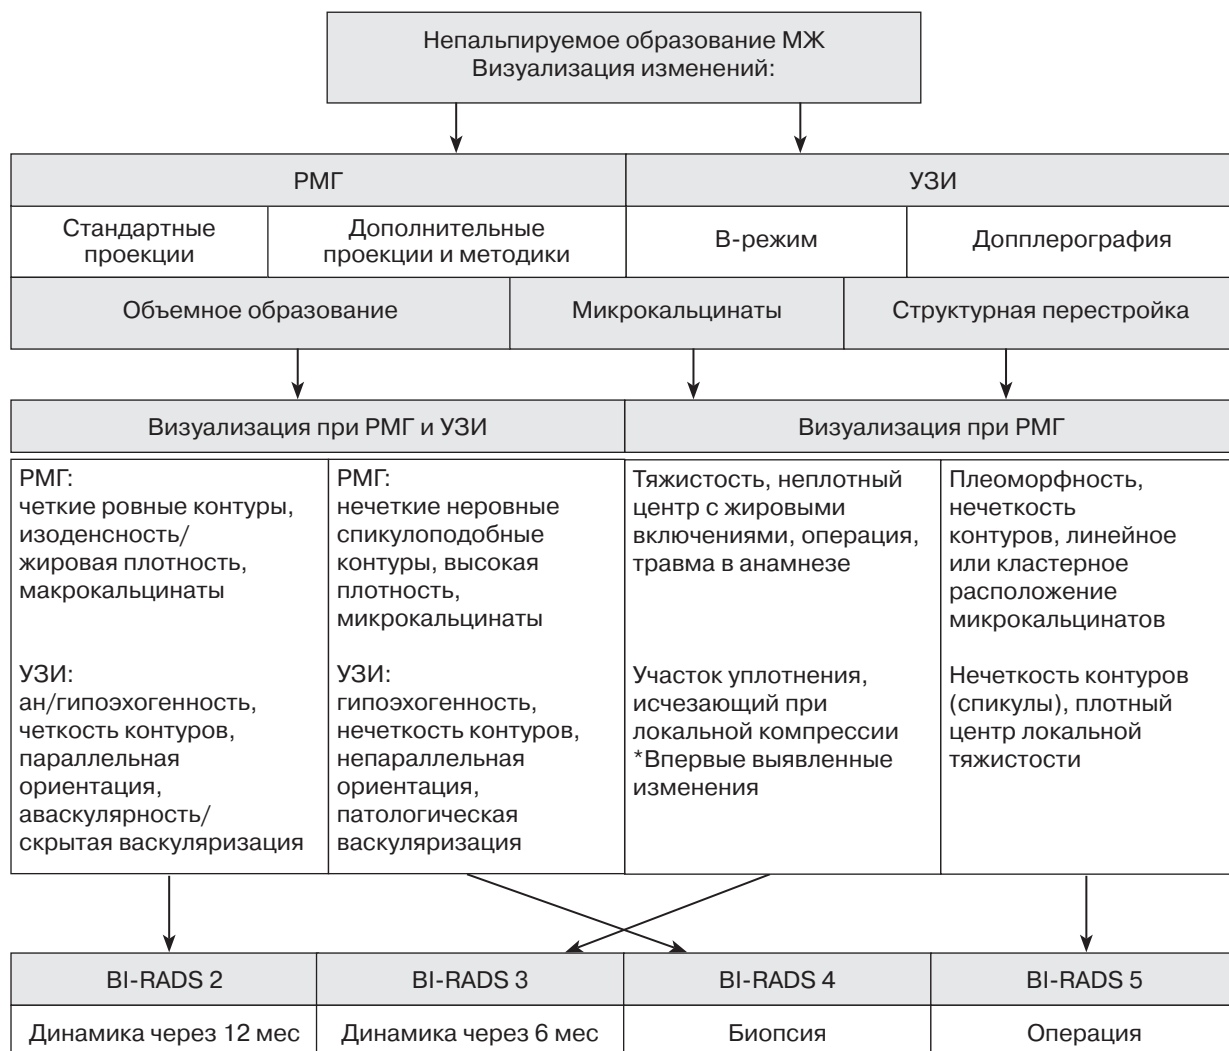 Непальпируемое образование МЖ
Визуализация изменений:
РМГ
УЗИ
Стандартные
проекции
Дополнительные
проекции и методики
В-режим
Допплерография
Объемное образование
Микрокальцинаты
Структурная перестройка
Визуализация при РМГ и УЗИ
Визуализация при РМГ
РМГ:
четкие ровные контуры,
изоденсность/
жировая плотность,
макрокальцинаты
УЗИ:
ан/гипоэхогенность,
четкость контуров,
параллельная
ориентация,
аваскулярность/
скрытая васкуляризация
РМГ:
нечеткие неровные
спикулоподобные
контуры, высокая
плотность,
микрокальцинаты
УЗИ:
гипоэхогенность,
нечеткость контуров,
непараллельная
ориентация,
патологическая
васкуляризация
Тяжистость, неплотный
центр с жировыми
включениями, операция,
травма в анамнезе
Участок уплотнения,
исчезающий при
локальной компрессии
*Впервые выявленные
изменения
Плеоморфность,
нечеткость
контуров, линейное
или кластерное
расположение
микрокальцинатов
Нечеткость контуров
(спикулы), плотный
центр локальной
тяжистости
BI-RADS 2
BI-RADS 3
BI-RADS 4
BI-RADS 5
Динамика через 12 мес
Динамика через 6 мес
Биопсия
Операция